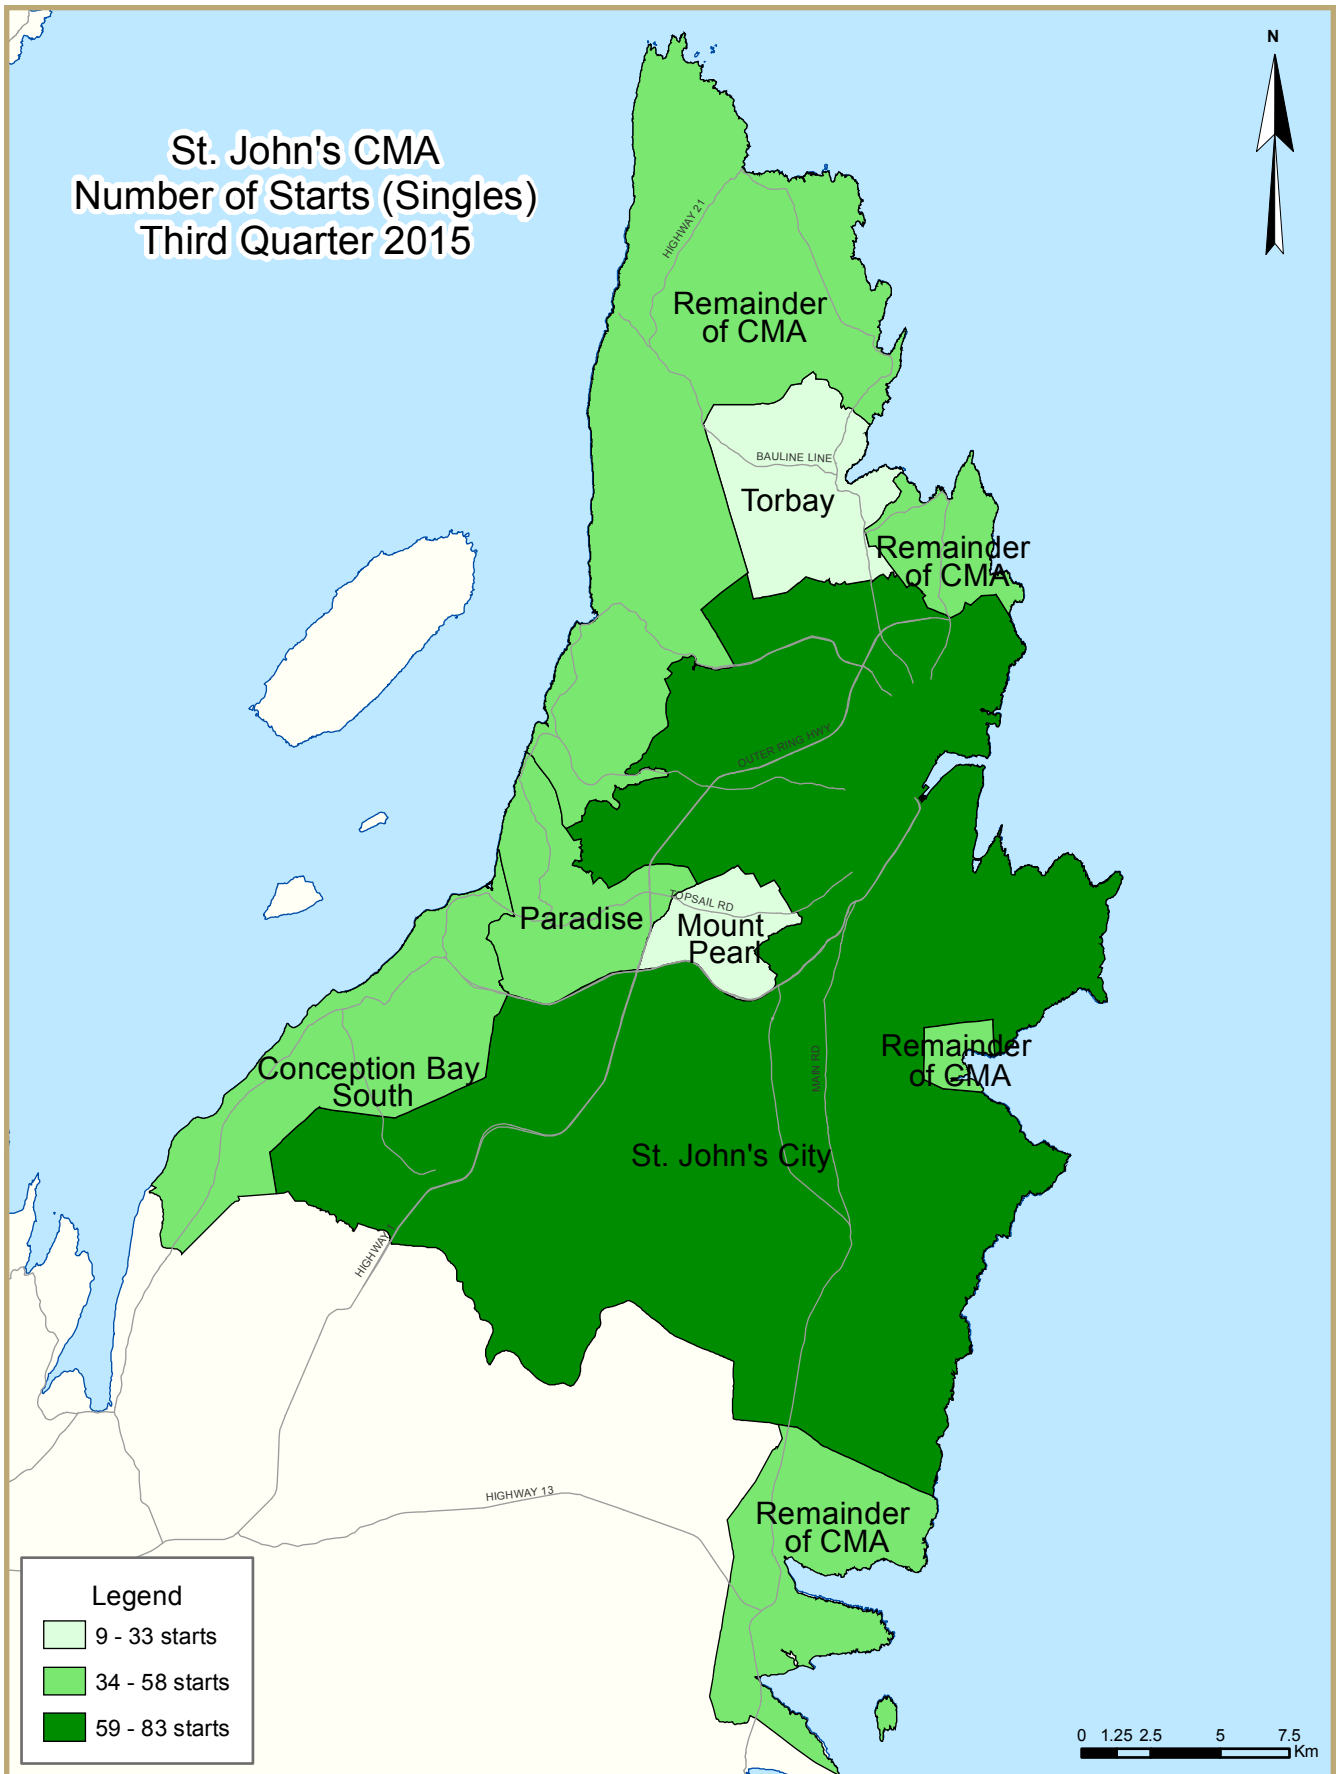 St. John's CMA
Number of Starts (Singles)
Third Quarter 2015
N
HIGHWAY 21
Remainder
of CMA
BAULINE LINE
Torbay
Remainder
of CMA
OUTER RING HWY
TOPSAIL RD
Paradise
Mount
Pearl
Remainder
of CMA
MAIN RD
Conception Bay
South
St. John's City
HIGHWAY 1
HIGHWAY 13
Remainder
of CMA
Legend
9 - 33 starts
34 - 58 starts
59 - 83 starts
0 1.25 2.5 5 7.5
Km